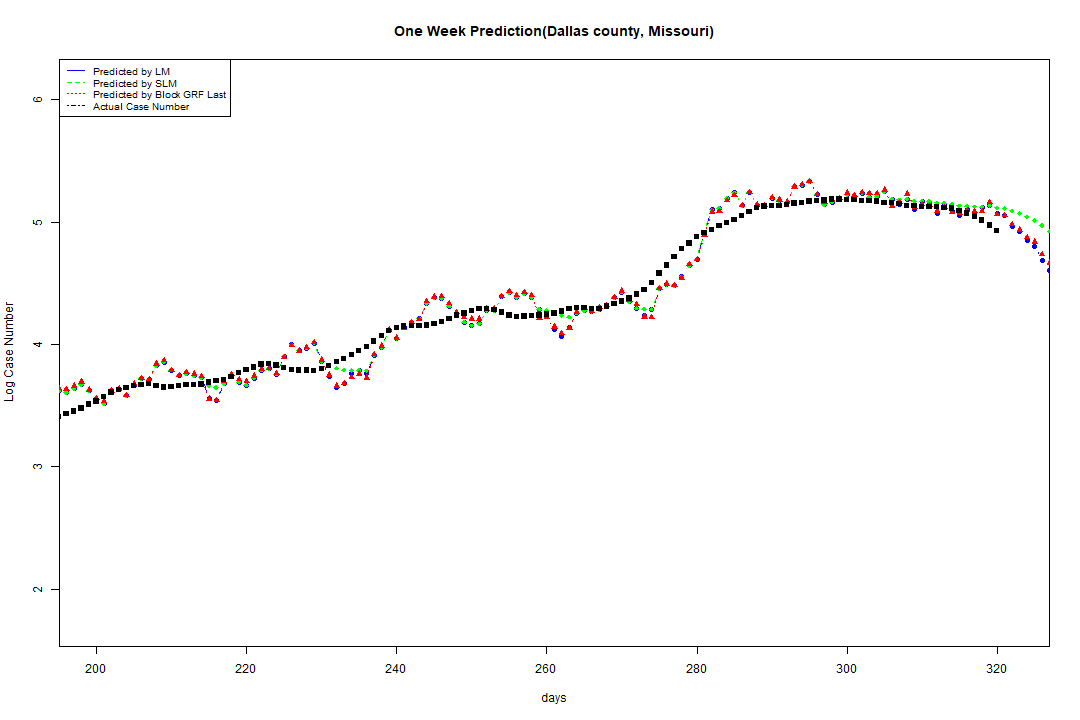 One Week Prediction(Dallas county, Missouri)
Predicted by LM
Predicted by SLM
Predicted by Block GRF Last
Actual Case Number
6
5
4
3
2
Log Case Number
200 220 240 260 280 300 320
days